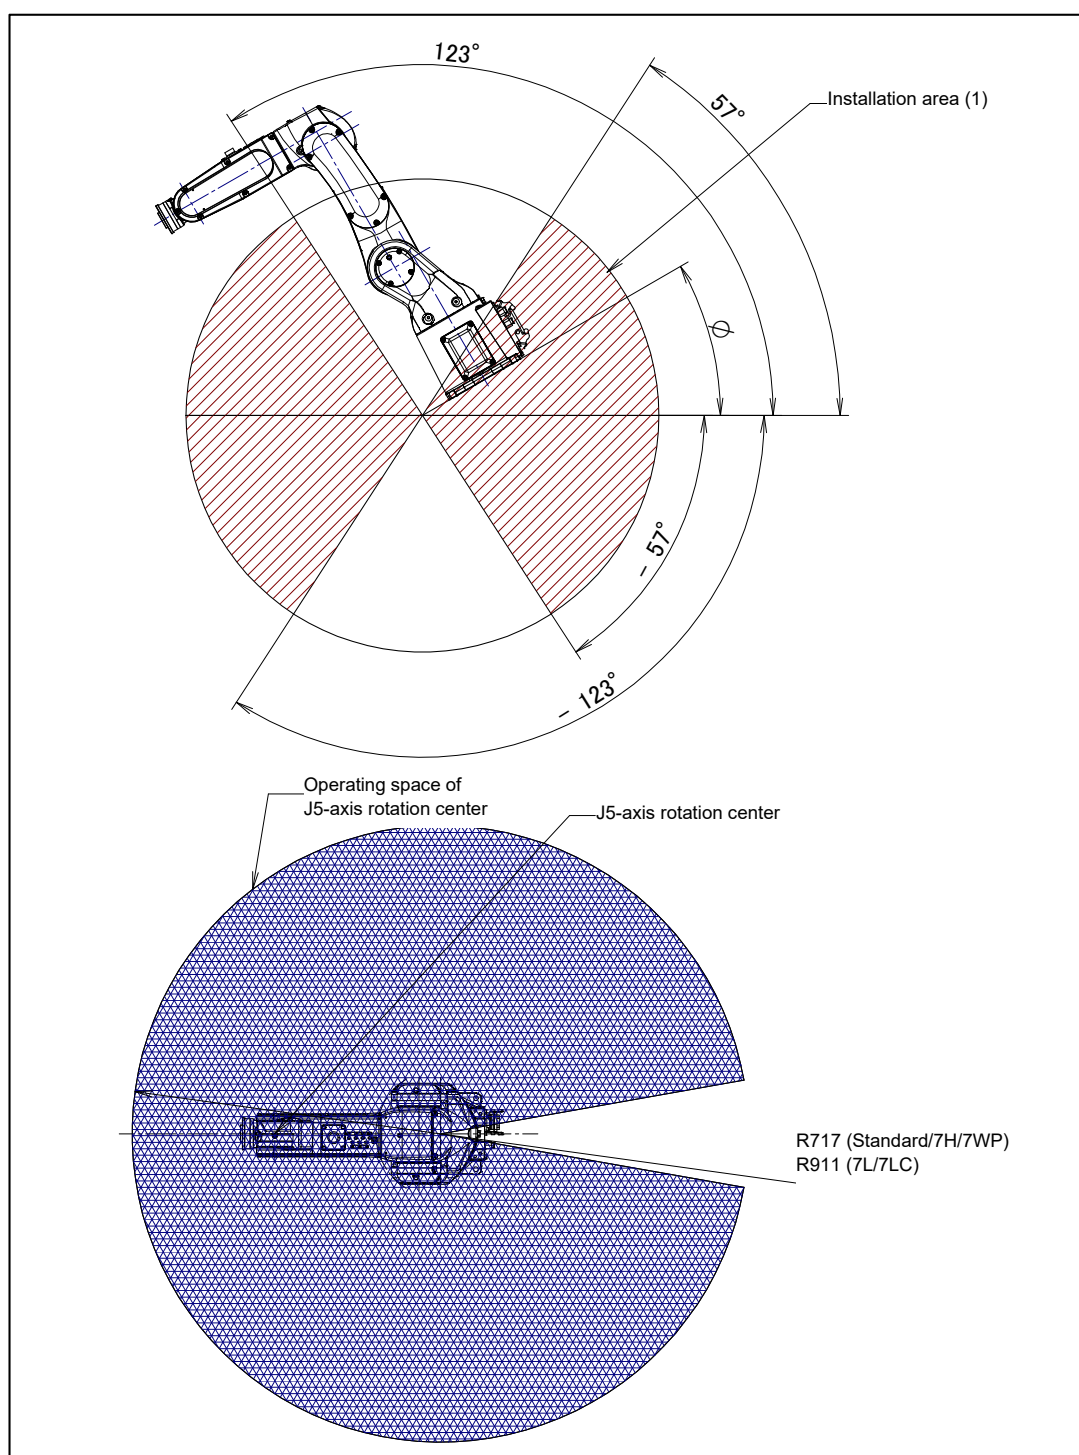 123°
57°
Installation area (1)
φ
- 57°
- 123°
Operating space of
J5-axis rotation center
J5-axis rotation center
R717 (Standard/7H/7WP)
R911 (7L/7LC)